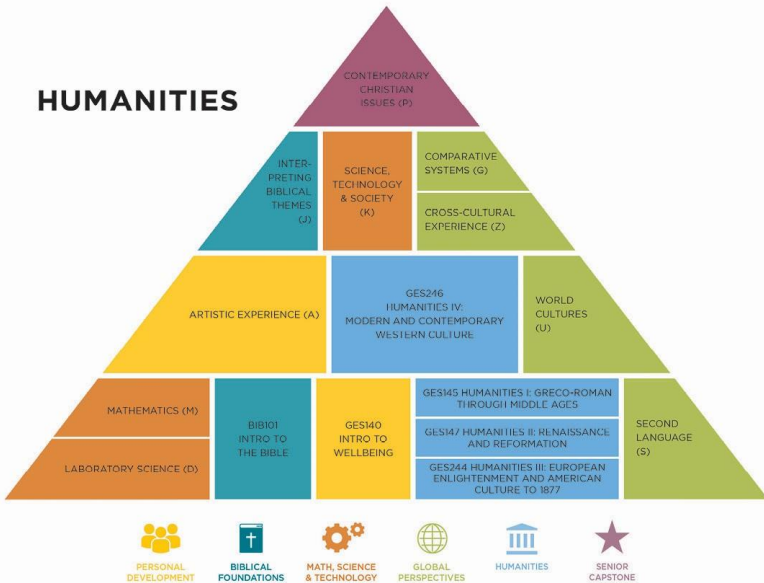 HUMANITIES
CONTEMPORARY
CHRISTIAN
ISSUES (P)
INTER-
PRETING
BIBLICAL
THEMES
(J)
SCIENCE,
TECHNOLOGY
& SOCIETY
(K)
COMPARATIVE
SYSTEMS (G)
CROSS-CULTURAL
EXPERIENCE (Z)
ARTISTIC EXPERIENCE (A)
GES246
HUMANITIES IV:
MODERN AND CONTEMPORARY
WESTERN CULTURE
WORLD
CULTURES
(U)
MATHEMATICS (M)
LABORATORY SCIENCE (D)
BIB101
INTRO TO
THE BIBLE
GES140
INTRO TO
WELLBEING
GES145 HUMANITIES I: GRECO-ROMAN
THROUGH MIDDLE AGES
GES147 HUMANITIES II: RENAISSANCE
AND REFORMATION
GES244 HUMANITIES III: EUROPEAN
ENLIGHTENMENT AND AMERICAN
CULTURE TO 1877
SECOND
LANGUAGE
(S)
PERSONAL
DEVELOPMENT
BIBLICAL
FOUNDATIONS
MATH, SCIENCE
& TECHNOLOGY
GLOBAL
PERSPECTIVES
HUMANITIES
SENIOR
CAPSTONE